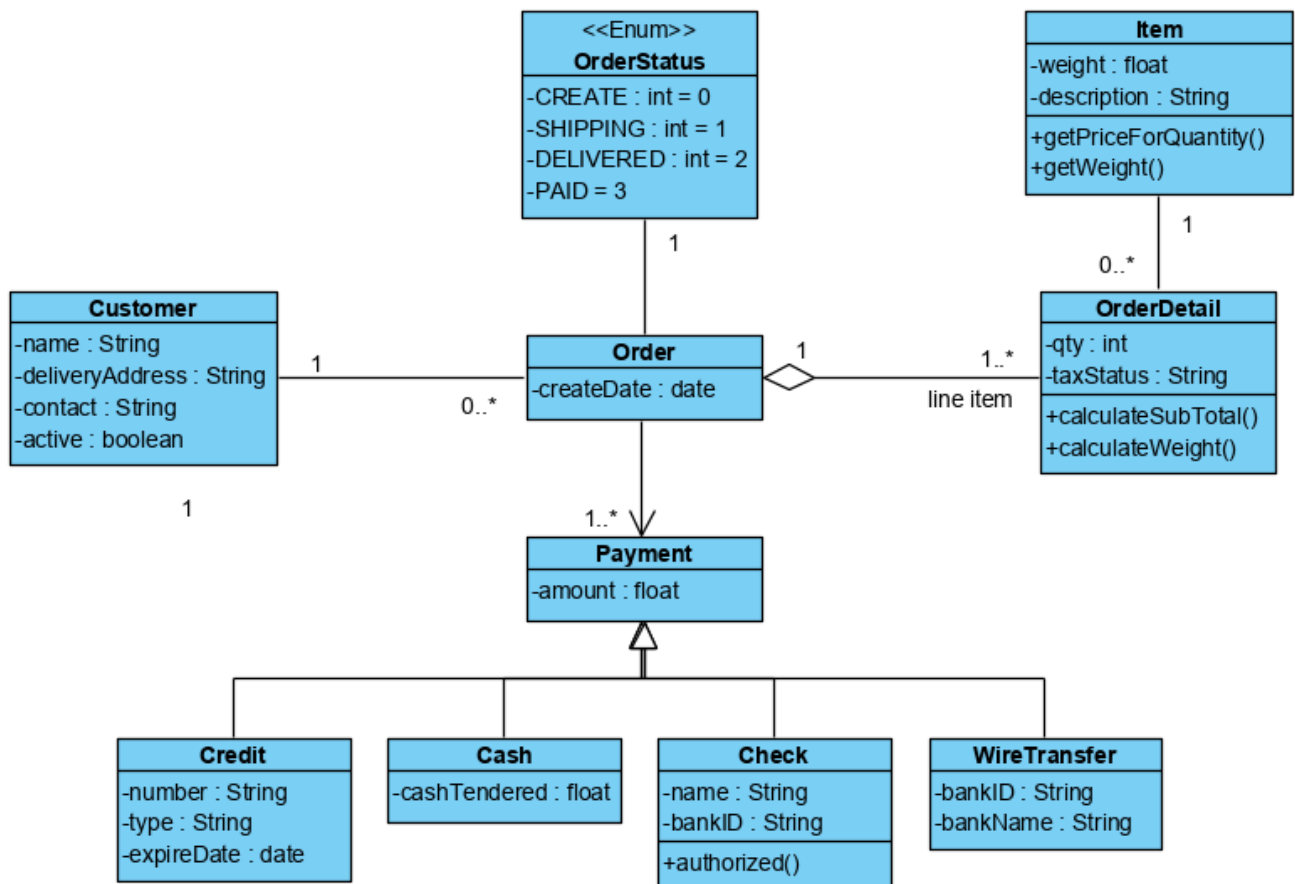 <<Enum>>
OrderStatus
-CREATE : int = 0
-SHIPPING : int = 1
-DELIVERED : int = 2
-PAID = 3
1
Item
-weight : float
-description : String
+getPriceForQuantity()
+getWeight()
1
0..*
Customer
-name : String
-deliveryAddress : String
-contact : String
-active : boolean
1
0..*
1
Order
-createDate : date
1
1..*
line item
OrderDetail
-qty : int
-taxStatus : String
+calculateSubTotal()
+calculateWeight()
1..*
Payment
-amount : float
Credit
-number : String
-type : String
-expireDate : date
Cash
-cashTendered : float
Check
-name : String
-bankID : String
+authorized()
WireTransfer
-bankID : String
-bankName : String